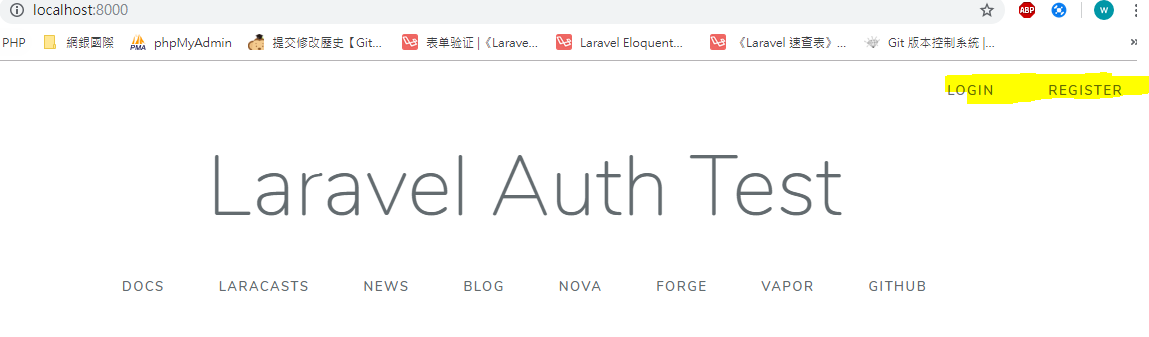 localhost:8000
ABP W
PHP 網銀國際 PMA phpMyAdmin 提交修改歷史【Git... 表单验证 |《Larave... Laravel Eloquent... 《Laravel 速查表》... Git 版本控制系統 |... »
LOGIN REGISTER
Laravel Auth Test
DOCS LARACASTS NEWS BLOG NOVA FORGE VAPOR GITHUB